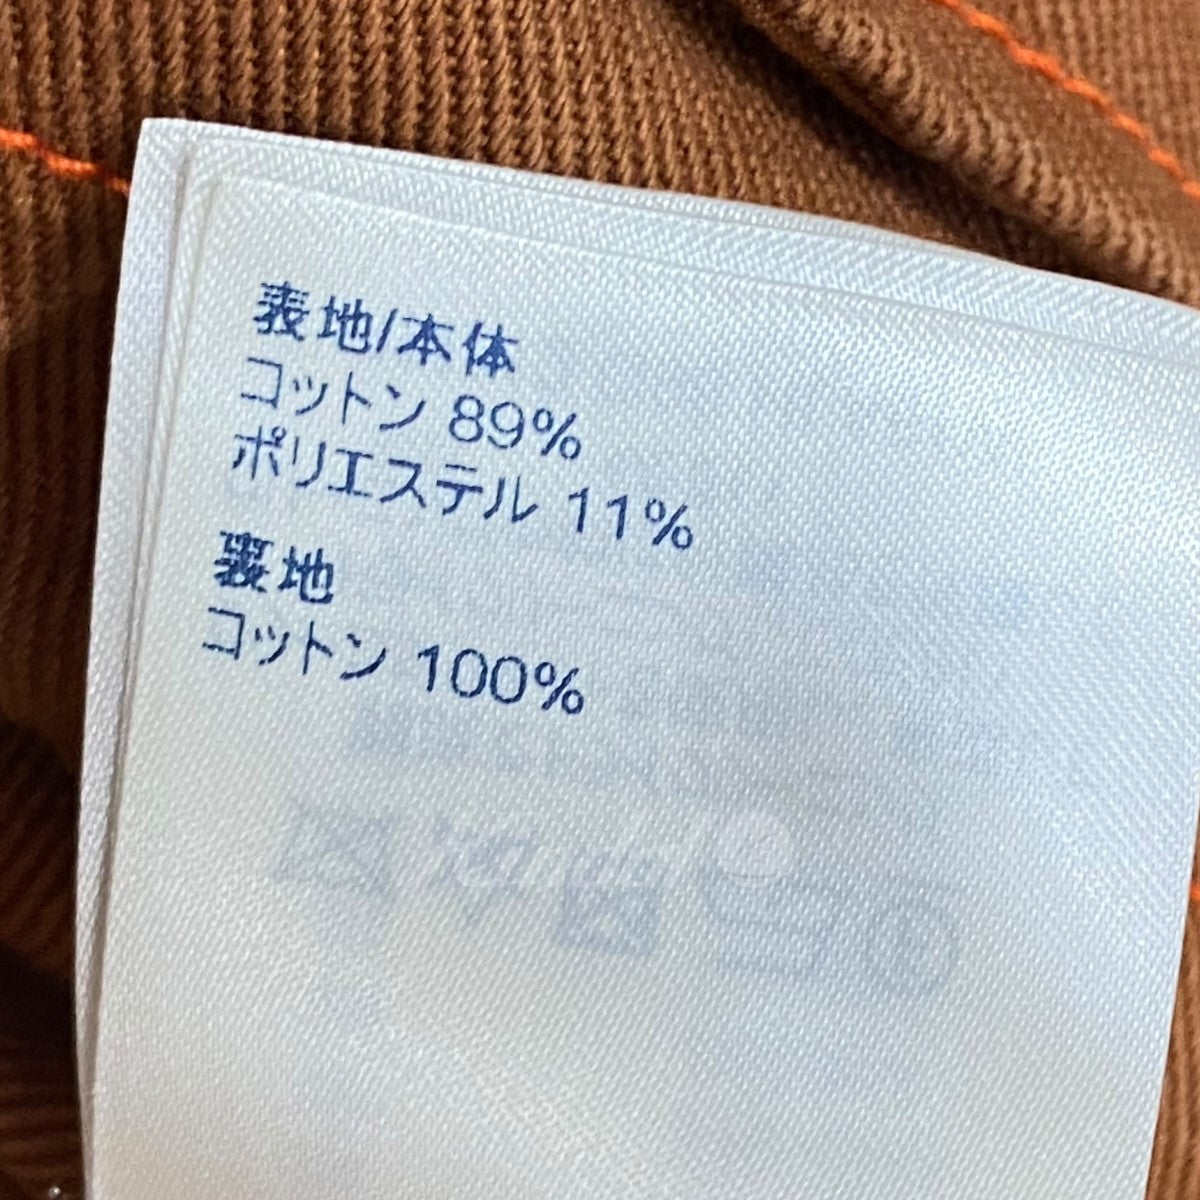 表地/本体
コットン 89%
ポリエステル 11%
裏地
コットン 100%